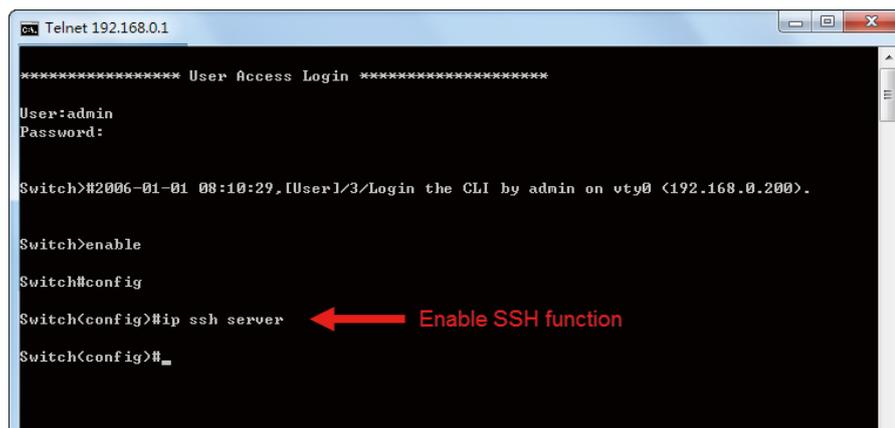 Telnet 192.168.0.1
***************** User Access Login ********************
User:admin
Password:
Switch>#2006-01-01 08:10:29,[User]/3/Login the CLI by admin on vty0 (192.168.0.200).
Switch>enable
Switch#config
Switch(config)#ip ssh server
Enable SSH function
Switch(config)#_